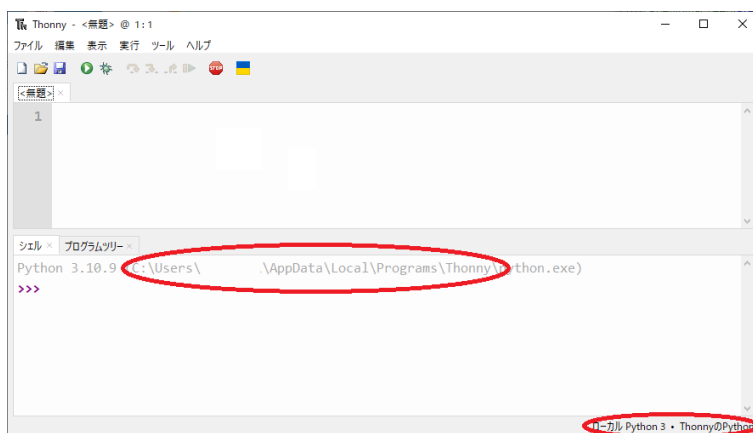 Thonny - <無題> @ 1:1
ファイル 編集 表示 実行 ツール ヘルプ
STOP
<無題> ×
1
シェル × プログラムツリー ×
Python 3.10.9 (C:\Users\ \AppData\Local\Programs\Thonny\python.exe)
>>>
ローカル Python 3 • ThonnyのPython